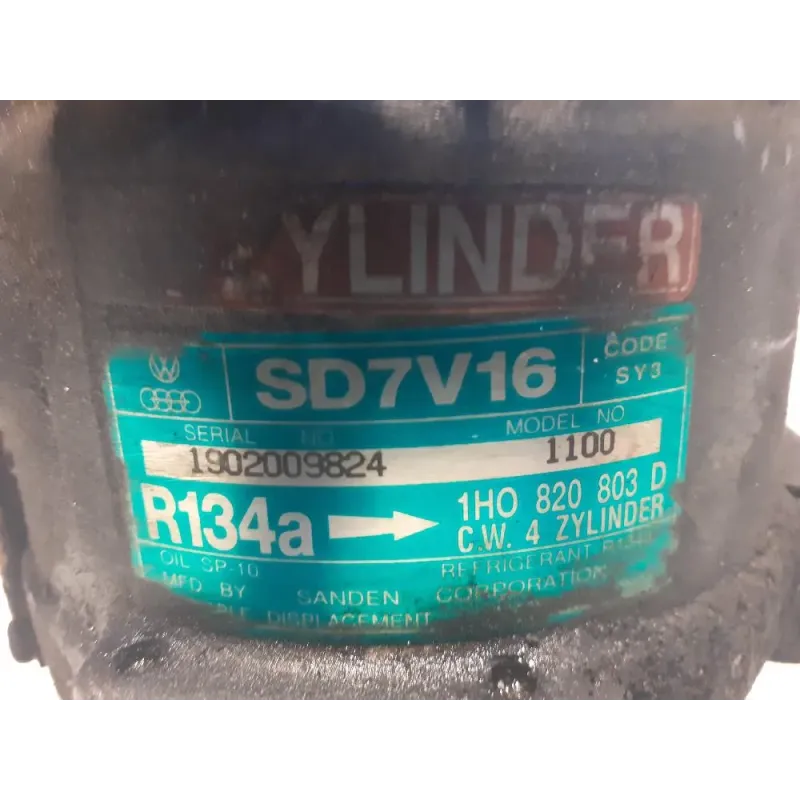 YLINDER
SD7V16
CODE
SY3
SERIAL NO
MODEL NO
1902009824
1100
R134a
1HO 820 803 D
C.W. 4 ZYLINDER
OIL SP-10
REFRIGERANT
MFD BY SANDEN CORPORATION
DISPLACEMENT